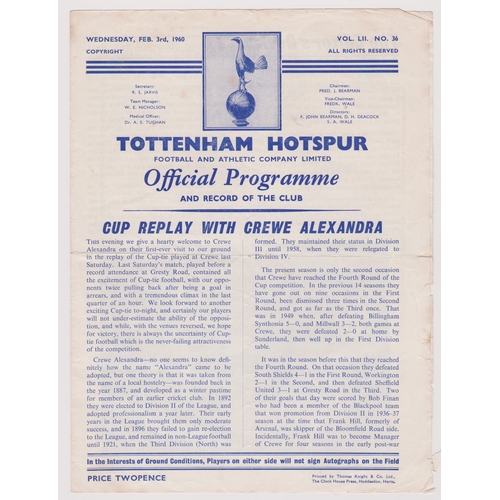 WEDNESDAY, FEB. 3rd, 1960
COPYRIGHT
VOL. LII. NO. 36
ALL RIGHTS RESERVED
Secretary:
R. S. JARVIS
Team Manager:
W. E. NICHOLSON
Medical Officer:
Dr. A. E. TUGHAN
Chairman:
FRED. J. BEARMAN
Vice-Chairman:
FREDK. WALE
Directors:
F. JOHN BEARMAN, D. H. DEACOCK
S. A. WALE
TOTTENHAM HOTSPUR
FOOTBALL AND ATHLETIC COMPANY LIMITED
Official Programme
AND RECORD OF THE CLUB
CUP REPLAY WITH CREWE ALEXANDRA
THIS evening we give a hearty welcome to Crewe
Alexandra on their first-ever visit to our ground
in the replay of the Cup-tie played at Crewe last
Saturday. Last Saturday's match, played before a
record attendance at Gresty Road, contained all
the excitement of Cup-tie football, with our oppon-
ents twice pulling back after being a goal in
arrears, and with a tremendous climax in the last
quarter of an hour. We look forward to another
exciting Cup-tie to-night, and certainly our players
will not under-estimate the ability of the opposit-
ion, and while, with the venues reversed, we hope
for victory, there is always the uncertainty of Cup-
tie football which is the never-failing attractiveness
of the competition.
Crewe Alexandra—no one seems to know defin-
itely how the name "Alexandra" came to be
adopted, but one theory is that it was taken from
the name of a local hostelry—was founded back in
the year 1887, and developed as a winter pastime
for members of an earlier cricket club. In 1892
they were elected to Division II of the League, and
adopted professionalism a year later. Their early
years in the League brought them only moderate
success, and in 1896 they failed to gain re-election
to the League, and remained in non-League football
until 1921, when the Third Division (North) was
formed. They maintained their status in Division
III until 1958, when they were relegated to
Division IV.
The present season is only the second occasion
that Crewe have reached the Fourth Round of the
Cup competition. In the previous 14 seasons they
have gone out on nine occasions in the First
Round, been dismissed three times in the Second
Round, and got as far as the Third once. That
was in 1949 when, after defeating Billingham
Synthonia 5—0, and Millwall 3—2, both games at
Crewe, they were defeated 2—0 at home by
Sunderland, then well up in the First Division
table.
It was in the season before this that they reached the
Fourth Round. On that occasion they defeated
South Shields 4—1 in the First Round, Workington
2—1 in the Second, and then defeated Sheffield
United 3—1 at Gresty Road in the Third. Two
of their goals that day were scored by Bob Finan
who had been a member of the Blackpool team
that won promotion from Division II in 1936-37
season at the time that Frank Hill, formerly of
Arsenal, was skipper of the Bloomfield Road side.
Incidentally, Frank Hill was to become Manager
of Crewe for four seasons in the early post-war
In the Interests of Ground Conditions, Players on either side will not sign Autographs on the Field
PRICE TWOPENCE
Printed by Thomas Knight & Co. Ltd.,
The Clock House Press, Hoddesdon, Herts.